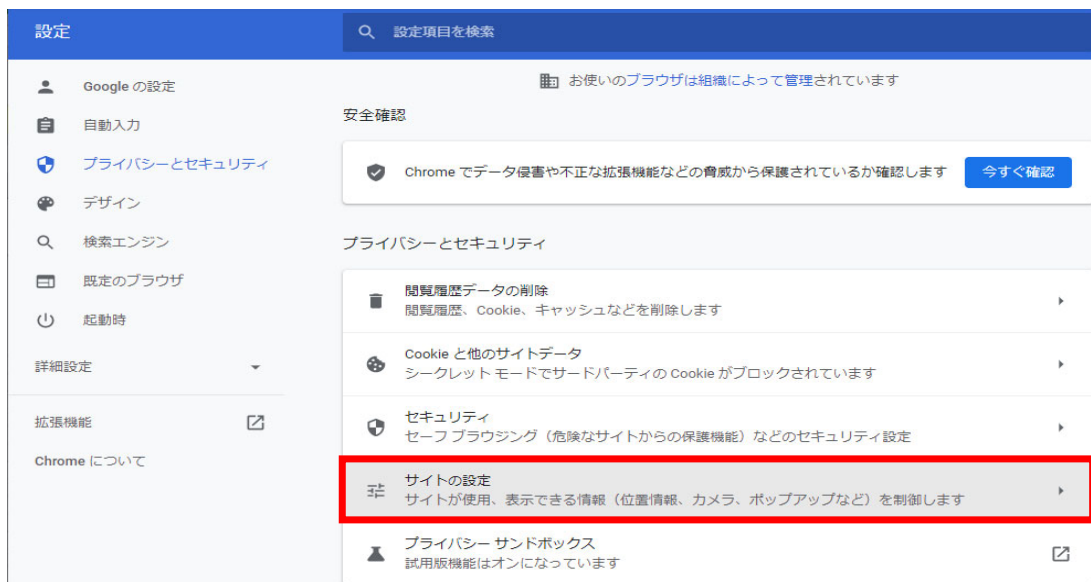 設定
設定項目を検索
Google の設定
自動入力
プライバシーとセキュリティ
デザイン
検索エンジン
既定のブラウザ
起動時
詳細設定
拡張機能
Chrome について
お使いのブラウザは組織によって管理されています
安全確認
Chrome でデータ侵害や不正な拡張機能などの脅威から保護されているか確認します
今すぐ確認
プライバシーとセキュリティ
閲覧履歴データの削除
閲覧履歴、Cookie、キャッシュなどを削除します
Cookie と他のサイトデータ
シークレット モードでサードパーティの Cookie がブロックされています
セキュリティ
セーフ ブラウジング（危険なサイトからの保護機能）などのセキュリティ設定
サイトの設定
サイトが使用、表示できる情報（位置情報、カメラ、ポップアップなど）を制御します
プライバシー サンドボックス
試用版機能はオンになっています